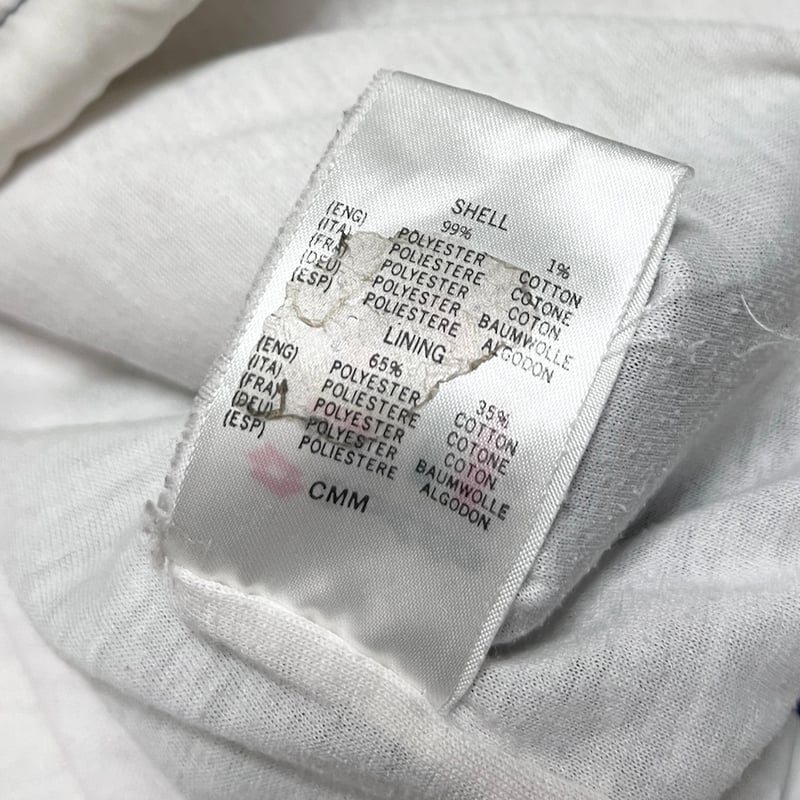 SHELL
99% 1%
(ENG) POLYESTER COTTON
(ITA) POLIESTERE COTONE
(FRA) POLYESTER COTON
(DEU) POLYESTER BAUMWOLLE
(ESP) POLIESTERE ALGODON
LINING
65% 35%
(ENG) POLYESTER COTTON
(ITA) POLIESTERE COTONE
(FRA) POLYESTER COTON
(DEU) POLYESTER BAUMWOLLE
(ESP) POLIESTERE ALGODON
CMM